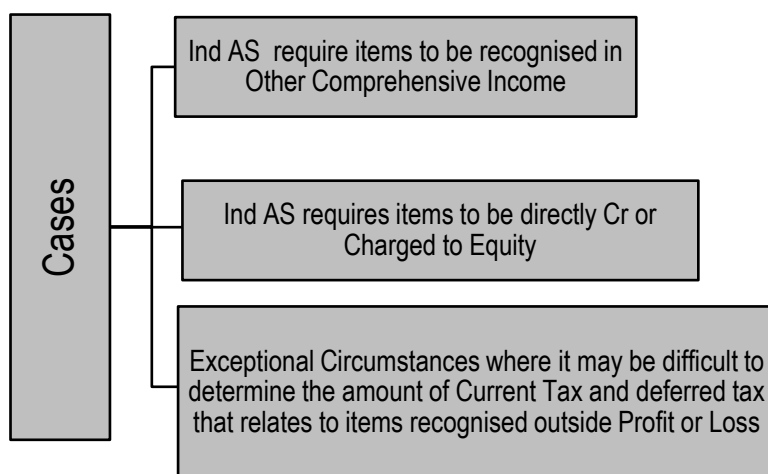 Cases
Ind AS require items to be recognised in
Other Comprehensive Income
Ind AS requires items to be directly Cr or
Charged to Equity
Exceptional Circumstances where it may be difficult to
determine the amount of Current Tax and deferred tax
that relates to items recognised outside Profit or Loss